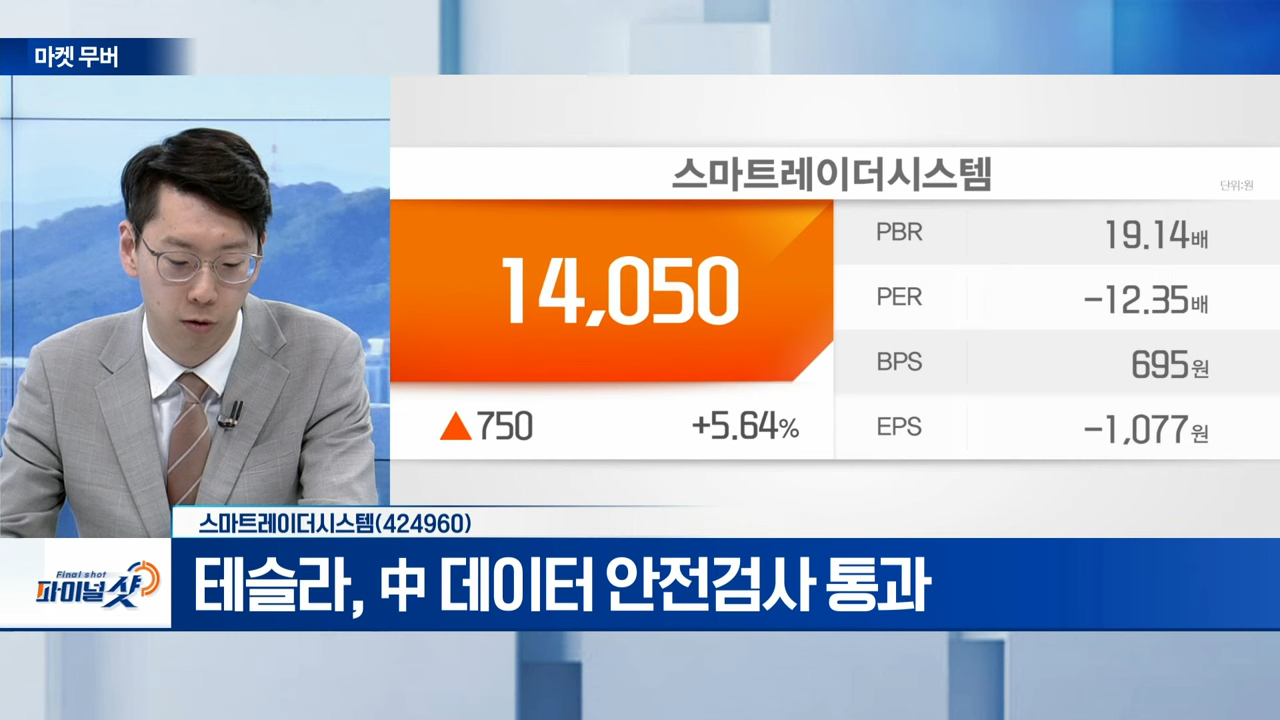 마켓 무버
스마트레이더시스템
단위:원
14,050
▲750 +5.64%
PBR 19.14배
PER -12.35배
BPS 695원
EPS -1,077원
스마트레이더시스템(424960)
Final shot
파이널샷
테슬라, 中 데이터 안전검사 통과